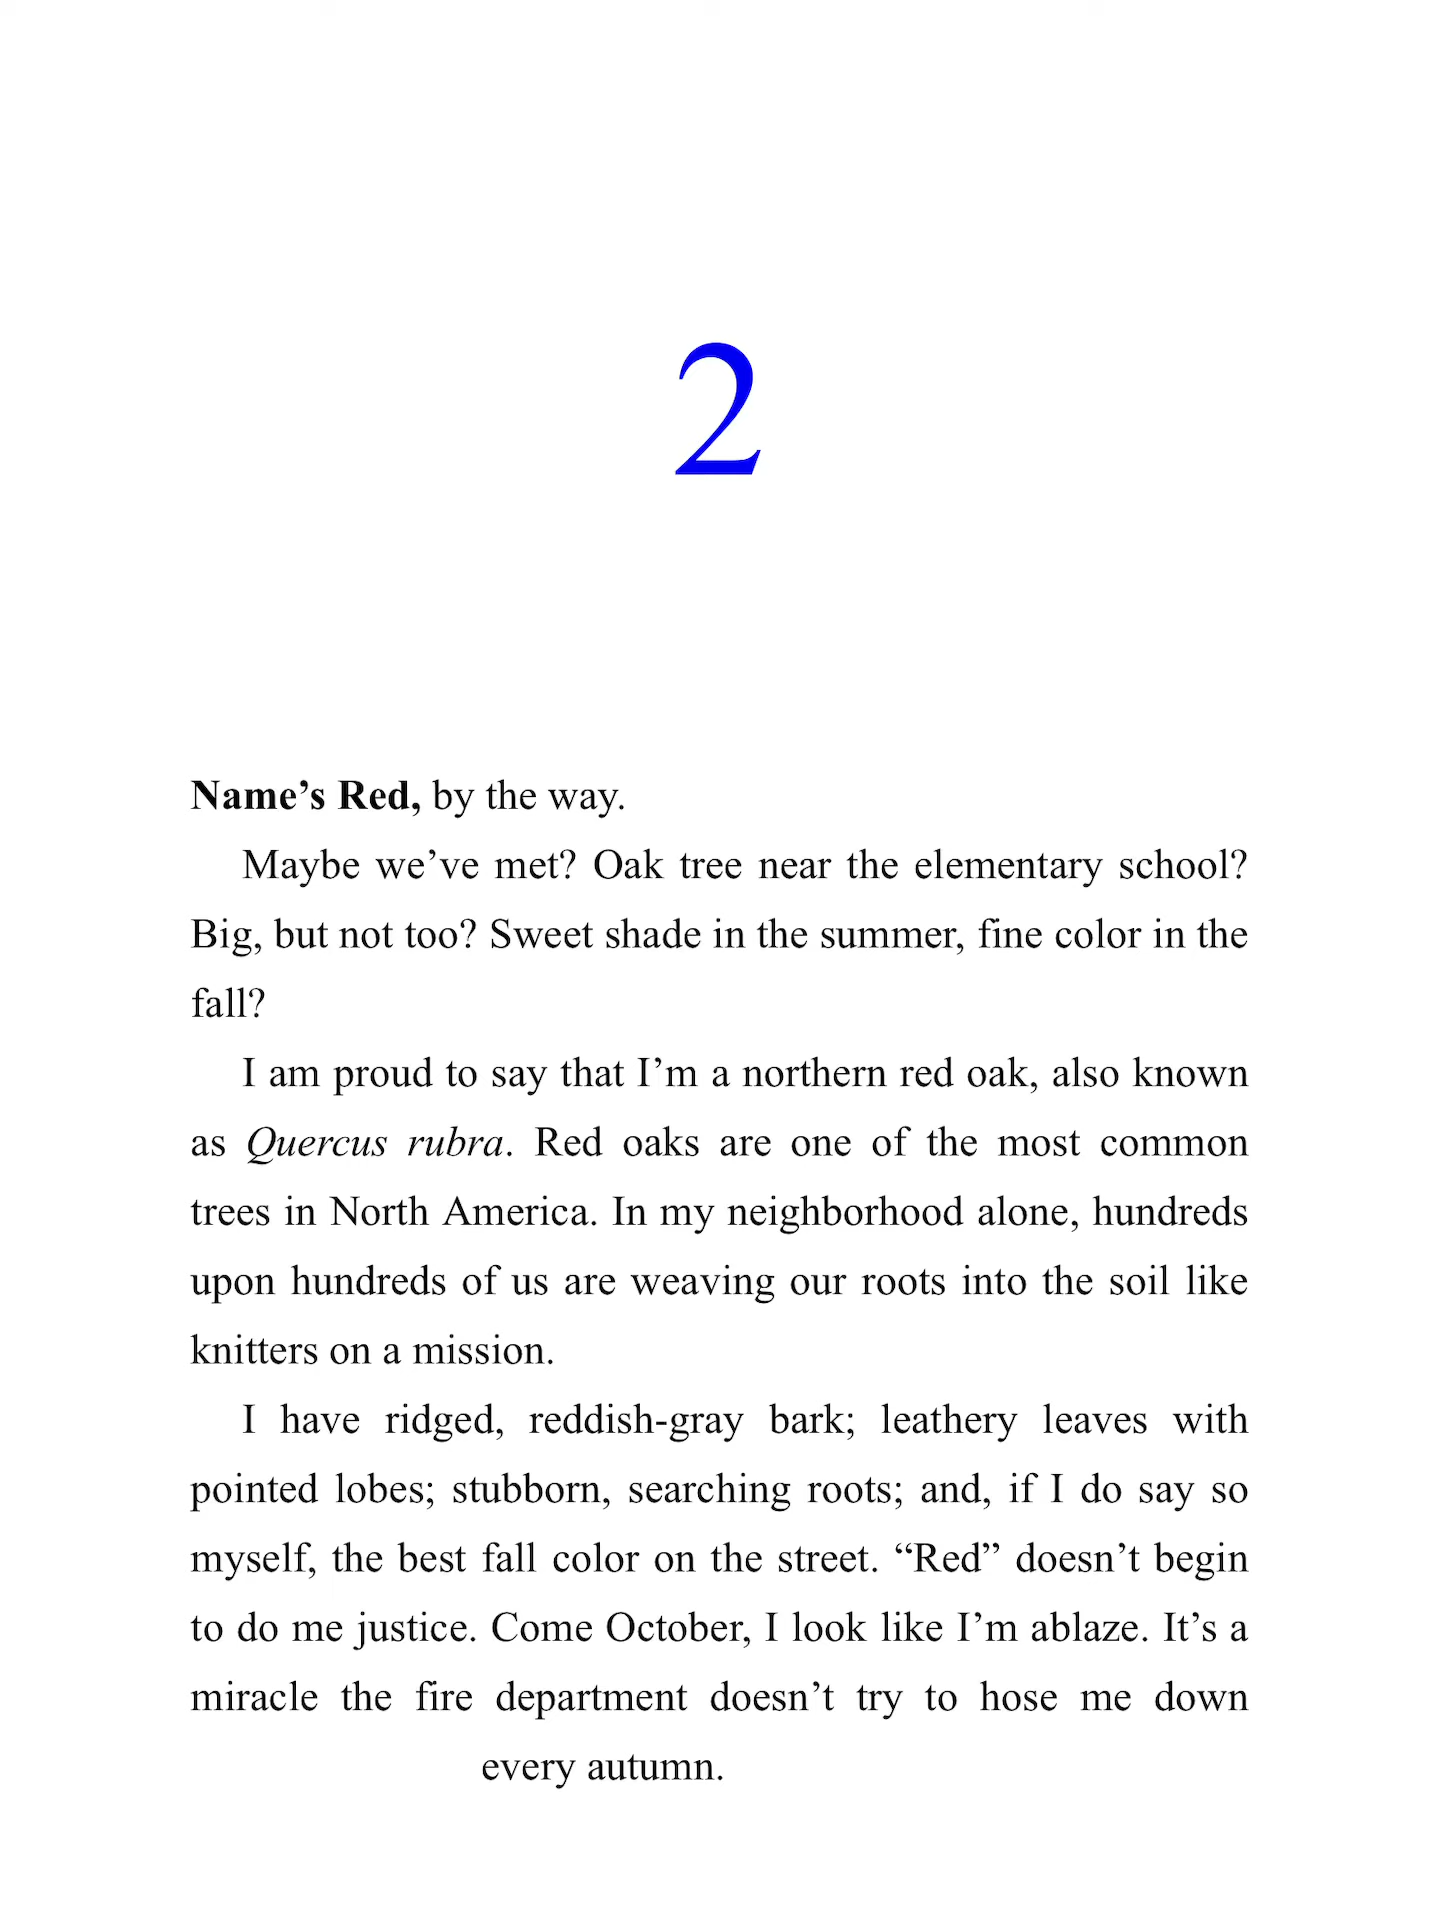 2
Name’s Red, by the way.
Maybe we’ve met? Oak tree near the elementary school?
Big, but not too? Sweet shade in the summer, fine color in the
fall?
I am proud to say that I’m a northern red oak, also known
as Quercus rubra. Red oaks are one of the most common
trees in North America. In my neighborhood alone, hundreds
upon hundreds of us are weaving our roots into the soil like
knitters on a mission.
I have ridged, reddish-gray bark; leathery leaves with
pointed lobes; stubborn, searching roots; and, if I do say so
myself, the best fall color on the street. “Red” doesn’t begin
to do me justice. Come October, I look like I’m ablaze. It’s a
miracle the fire department doesn’t try to hose me down
every autumn.